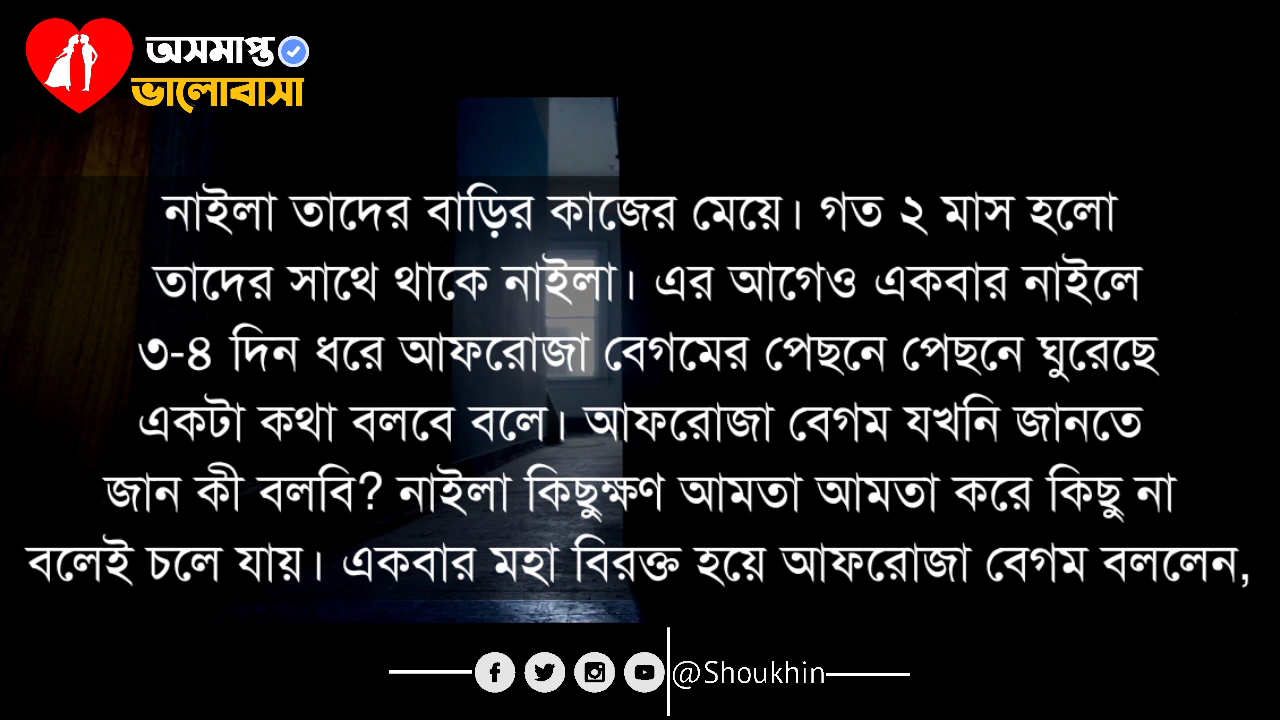 অসমাপ্ত
ভালোবাসা
নাইলা তাদের বাড়ির কাজের মেয়ে। গত ২ মাস হলো
তাদের সাথে থাকে নাইলা। এর আগেও একবার নাইলে
৩-৪ দিন ধরে আফরোজা বেগমের পেছনে পেছনে ঘুরেছে
একটা কথা বলবে বলে। আফরোজা বেগম যখনি জানতে
জান কী বলবি? নাইলা কিছুক্ষণ আমতা আমতা করে কিছু না
বলেই চলে যায়। একবার মহা বিরক্ত হয়ে আফরোজা বেগম বললেন,
@Shoukhin